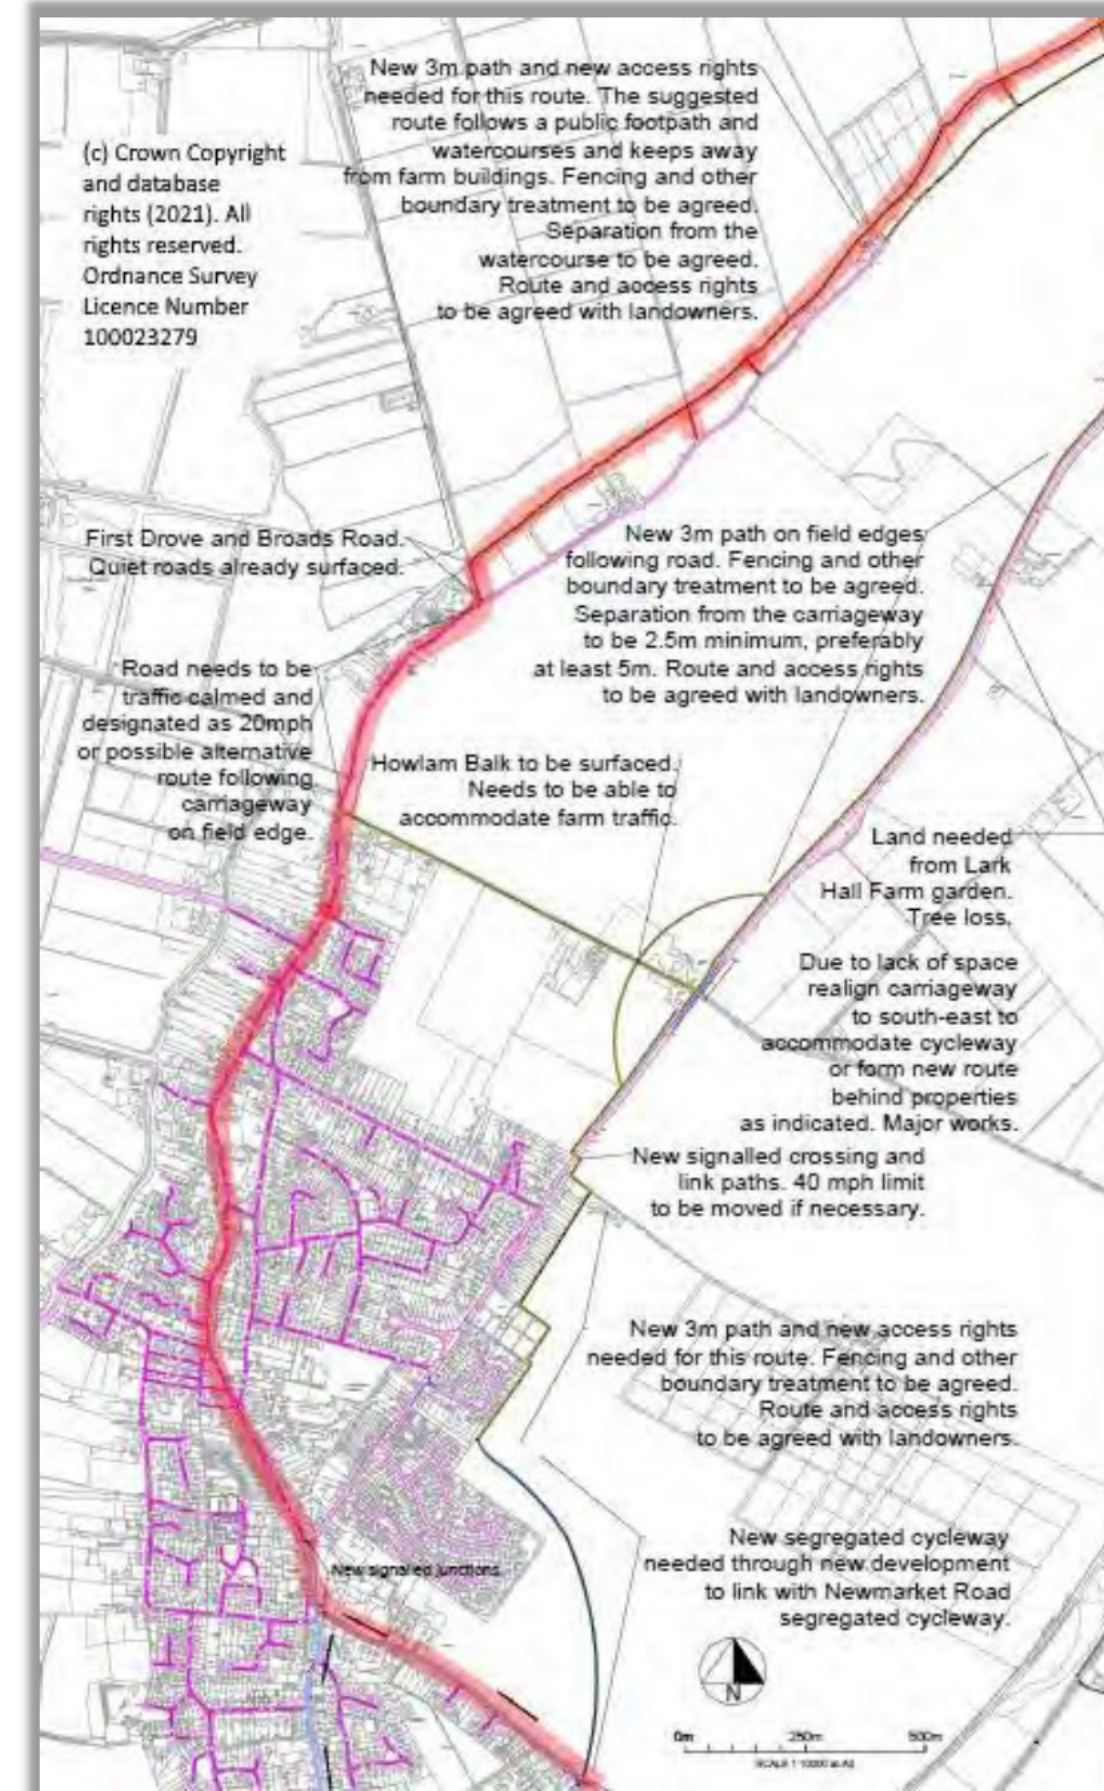 New 3m path and new access rights
needed for this route. The suggested
route follows a public footpath and
watercourses and keeps away
from farm buildings. Fencing and other
boundary treatment to be agreed.
Separation from the
watercourse to be agreed.
Route and access rights
to be agreed with landowners.
(c) Crown Copyright
and database
rights (2021). All
rights reserved.
Ordnance Survey
Licence Number
100023279
First Drove and Broads Road.
Quiet roads already surfaced.
New 3m path on field edges
following road. Fencing and other
boundary treatment to be agreed.
Separation from the carriageway
to be 2.5m minimum, preferably
at least 5m. Route and access rights
to be agreed with landowners.
Road needs to be
traffic calmed and
designated as 20mph
or possible alternative
route following
carriageway
on field edge.
Howlam Balk to be surfaced.
Needs to be able to
accommodate farm traffic.
Land needed
from Lark
Hall Farm garden.
Tree loss.
Due to lack of space
realign carriageway
to south-east to
accommodate cycleway
or form new route
behind properties
as indicated. Major works.
New signalled crossing and
link paths. 40 mph limit
to be moved if necessary.
New 3m path and new access rights
needed for this route. Fencing and other
boundary treatment to be agreed.
Route and access rights
to be agreed with landowners.
New segregated cycleway
needed through new development
to link with Newmarket Road
segregated cycleway.
New signalled junctions
N
0m 250m 500m
SCALE 1:10000 at A3